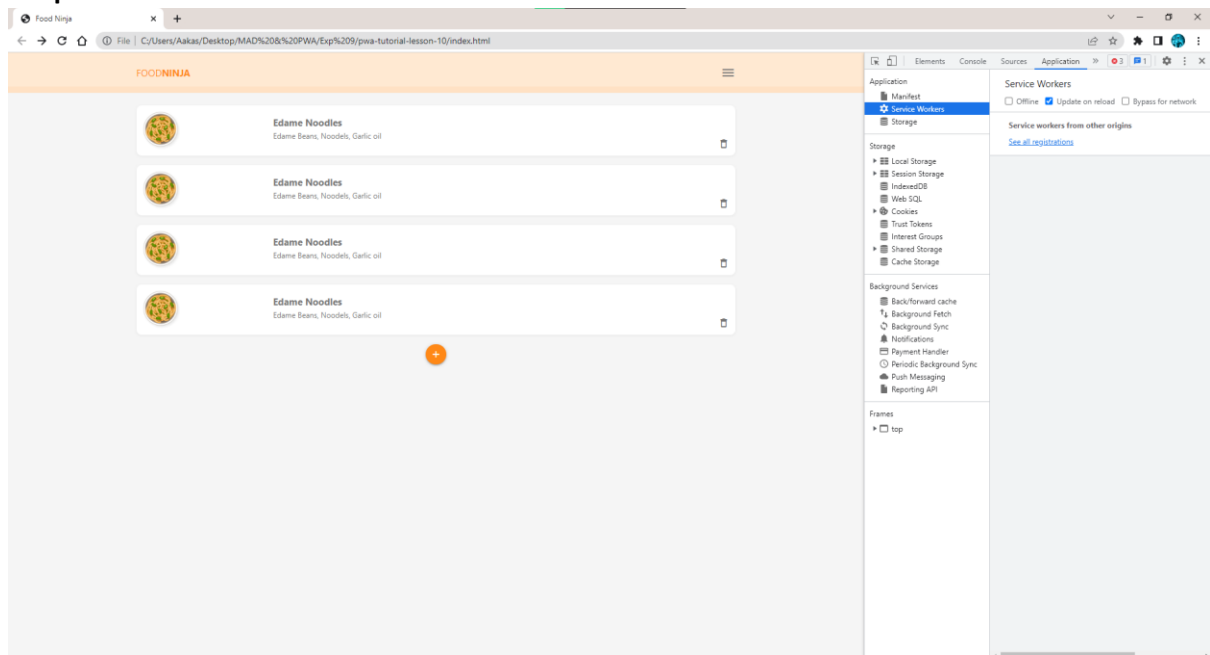 Food Ninja
File | C:/Users/Aakas/Desktop/MAD%20&%20PWA/Exp%209/pwa-tutorial-lesson-10/index.html
FOODNINJA
Edame Noodles
Edame Beans, Noodels, Garlic oil
Edame Noodles
Edame Beans, Noodels, Garlic oil
Edame Noodles
Edame Beans, Noodels, Garlic oil
Edame Noodles
Edame Beans, Noodels, Garlic oil
+
Elements Console Sources Application » 3 1
Application
Manifest
Service Workers
Storage
Storage
Local Storage
Session Storage
IndexedDB
Web SQL
Cookies
Trust Tokens
Interest Groups
Shared Storage
Cache Storage
Background Services
Back/forward cache
Background Fetch
Background Sync
Notifications
Payment Handler
Periodic Background Sync
Push Messaging
Reporting API
Frames
top
Service Workers
Offline Update on reload Bypass for network
Service workers from other origins
See all registrations